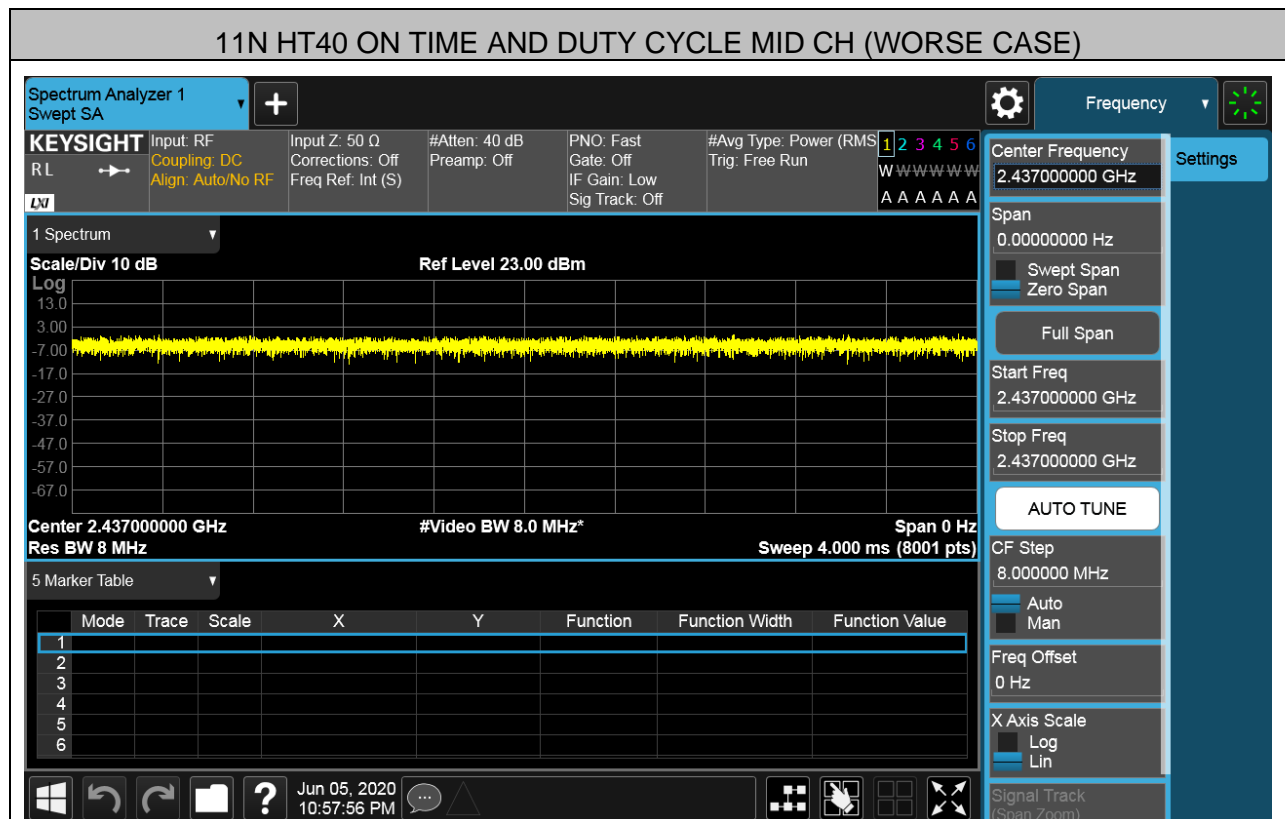 11N HT40 ON TIME AND DUTY CYCLE MID CH (WORSE CASE)
Spectrum Analyzer 1
Swept SA
+
Frequency
KEYSIGHT
RL
LXI
Input: RF
Coupling: DC
Align: Auto/No RF
Input Z: 50 Ω
Corrections: Off
Freq Ref: Int (S)
#Atten: 40 dB
Preamp: Off
PNO: Fast
Gate: Off
IF Gain: Low
Sig Track: Off
#Avg Type: Power (RMS
Trig: Free Run
1 2 3 4 5 6
W W W W W W
A A A A A A
1 Spectrum
Scale/Div 10 dB
Ref Level 23.00 dBm
Log
13.0
3.00
-7.00
-17.0
-27.0
-37.0
-47.0
-57.0
-67.0
Center 2.437000000 GHz
#Video BW 8.0 MHz*
Span 0 Hz
Res BW 8 MHz
Sweep 4.000 ms (8001 pts)
5 Marker Table
Mode Trace Scale X Y Function Function Width Function Value
1
2
3
4
5
6
?
Jun 05, 2020
10:57:56 PM
Center Frequency
2.437000000 GHz
Settings
Span
0.00000000 Hz
Swept Span
Zero Span
Full Span
Start Freq
2.437000000 GHz
Stop Freq
2.437000000 GHz
AUTO TUNE
CF Step
8.000000 MHz
Auto
Man
Freq Offset
0 Hz
X Axis Scale
Log
Lin
Signal Track
(Span Zoom)